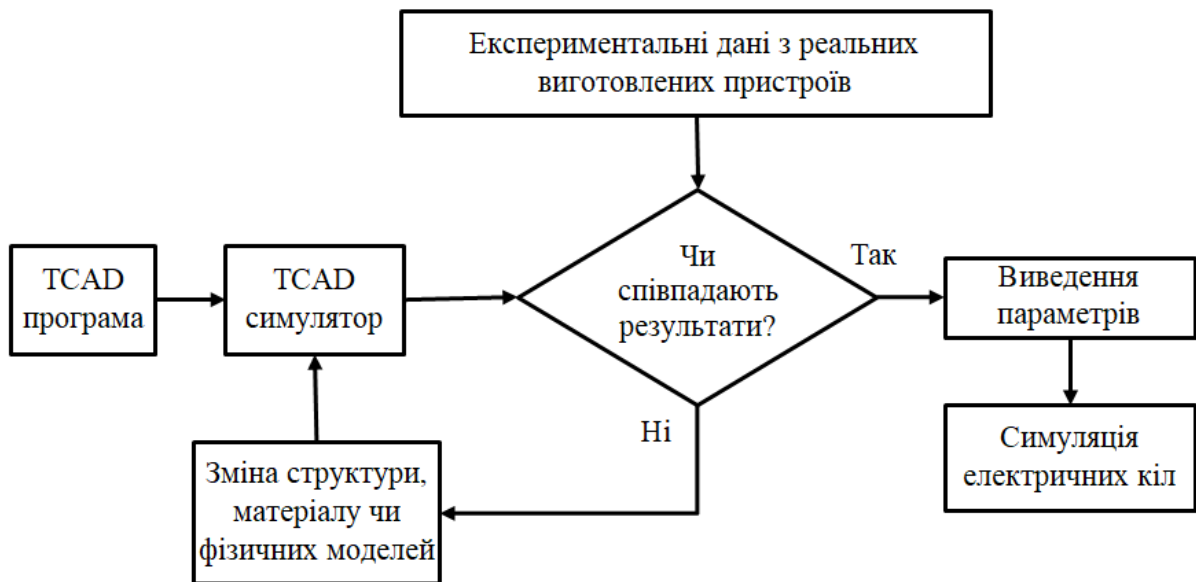 Експериментальні дані з реальних
виготовлених пристроїв
TCAD
програма
TCAD
симулятор
Чи
співпадають
результати?
Так
Виведення
параметрів
Ні
Зміна структури,
матеріалу чи
фізичних моделей
Симуляція
електричних кіл